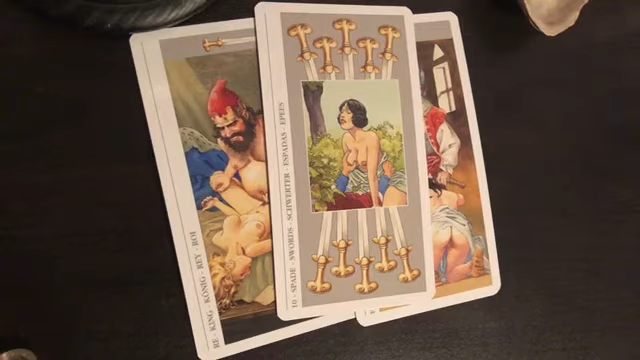 RE · KING · KÖNIG · REY · ROI
10 · SPADE · SWORDS · SCHWERTER · ESPADAS · EPEES